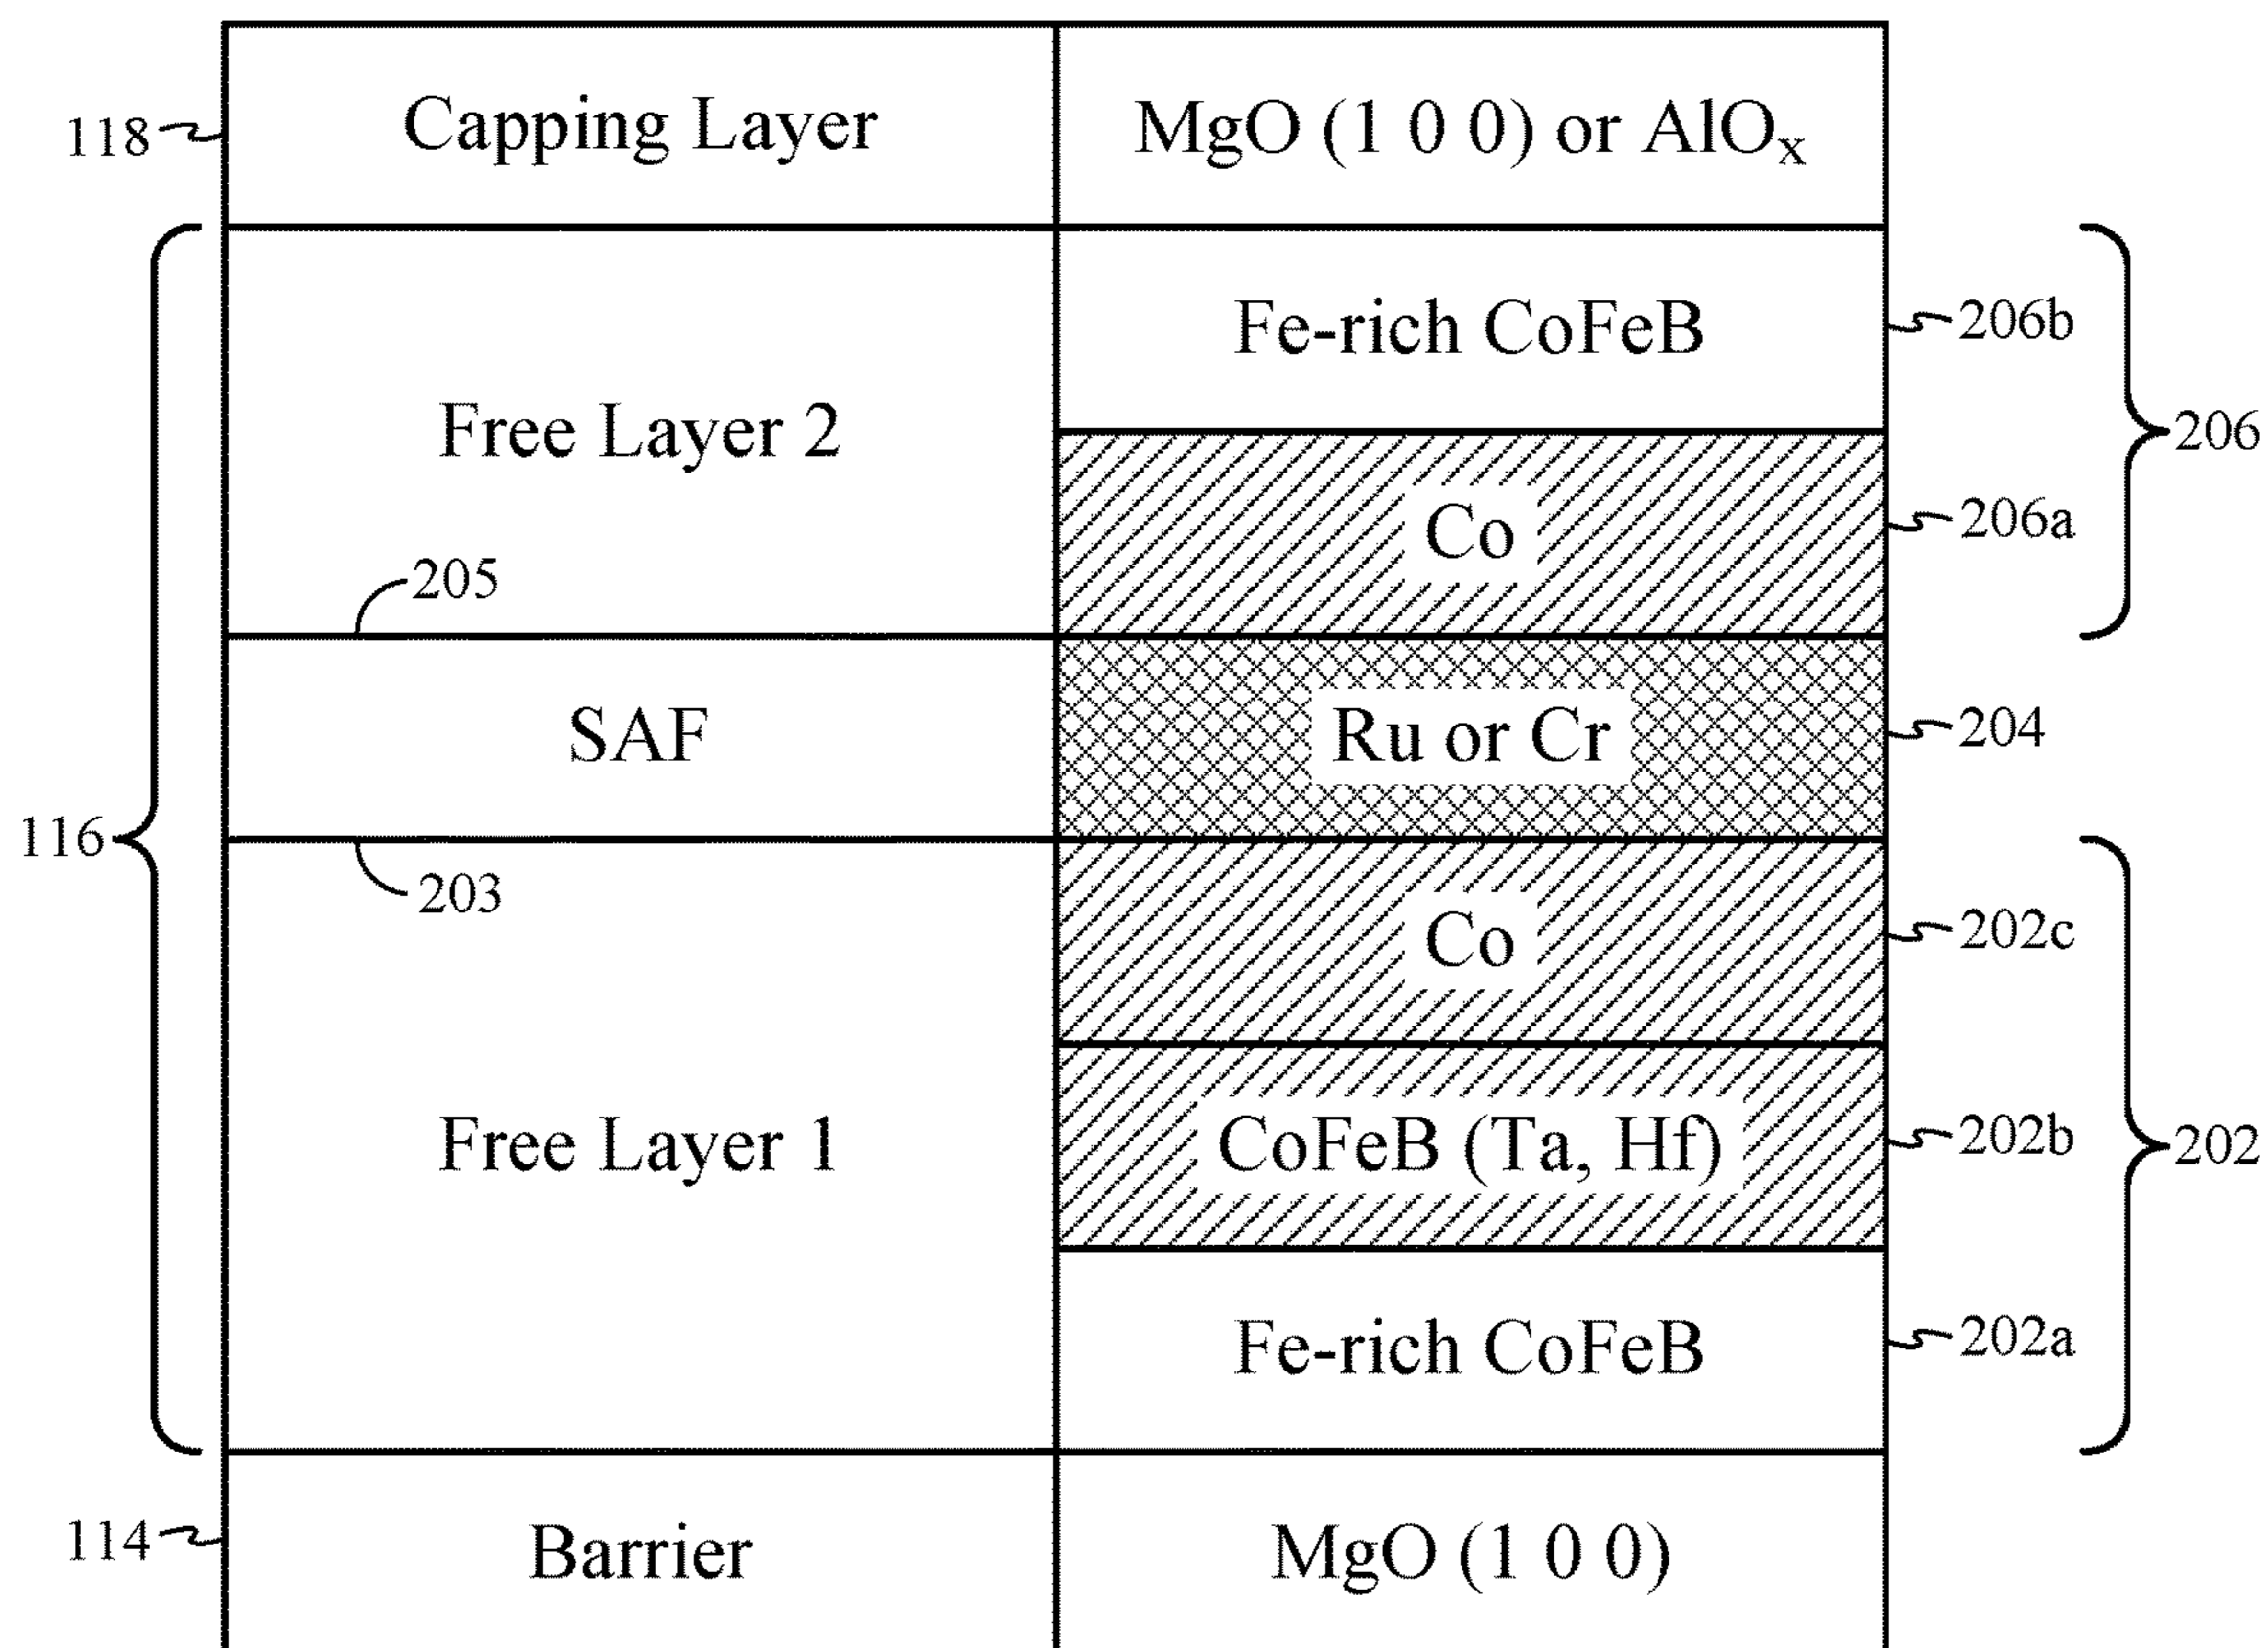 118
Capping Layer
MgO (1 0 0) or AlOₓ
Free Layer 2
Fe-rich CoFeB
206b
206
Co
206a
205
SAF
Ru or Cr
204
116
203
Free Layer 1
Co
202c
CoFeB (Ta, Hf)
202b
202
Fe-rich CoFeB
202a
114
Barrier
MgO (1 0 0)